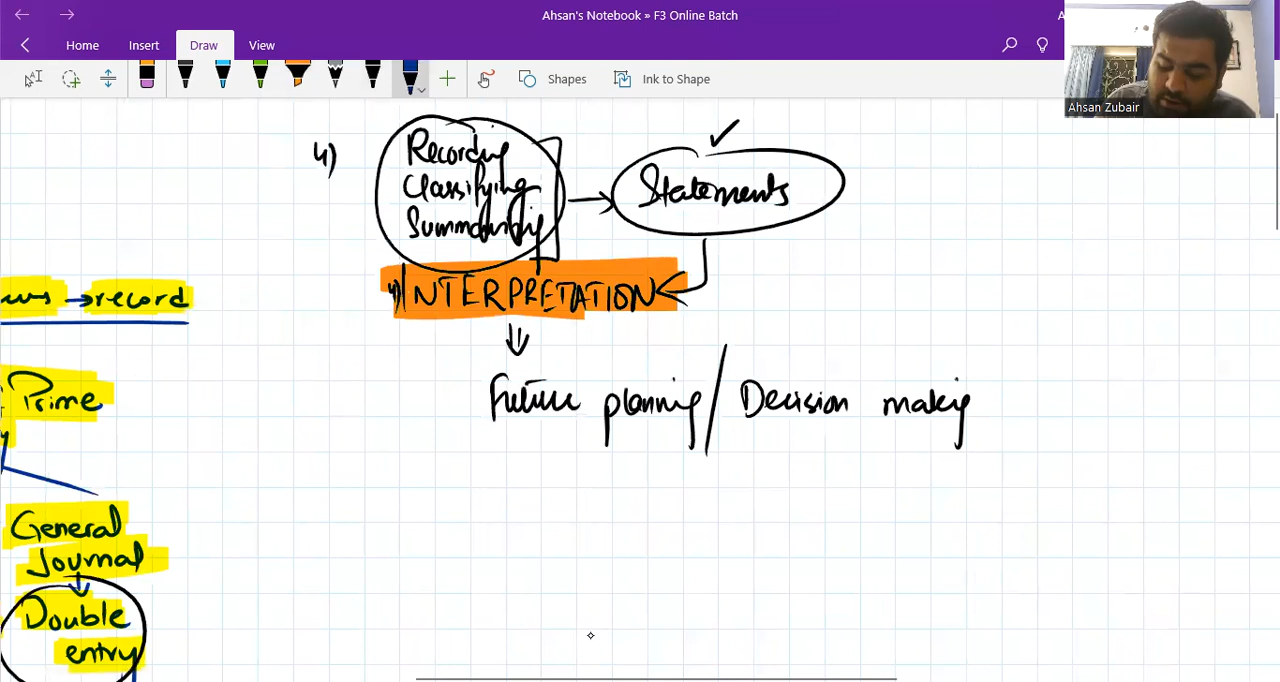 Ahsan's Notebook » F3 Online Batch
A
Home Insert Draw View
Shapes Ink to Shape
Ahsan Zubair
4)
Recording
Classifying
Summarizing
Statements
4) INTERPRETATION
Future planning / Decision making
→ record
Prime
General
Journal
Double
entry